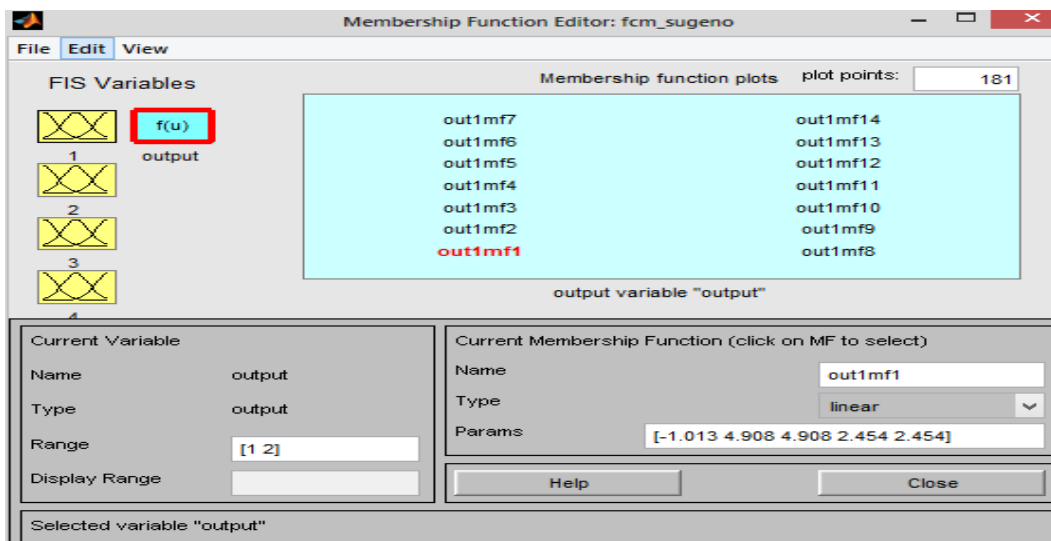 Membership Function Editor: fcm_sugeno
File Edit View
FIS Variables
Membership function plots plot points: 181
f(u)
1 output
2
3
4
out1mf7
out1mf6
out1mf5
out1mf4
out1mf3
out1mf2
out1mf1
out1mf14
out1mf13
out1mf12
out1mf11
out1mf10
out1mf9
out1mf8
output variable "output"
Current Variable
Name output
Type output
Range [1 2]
Display Range
Current Membership Function (click on MF to select)
Name out1mf1
Type linear
Params [-1.013 4.908 4.908 2.454 2.454]
Help Close
Selected variable "output"